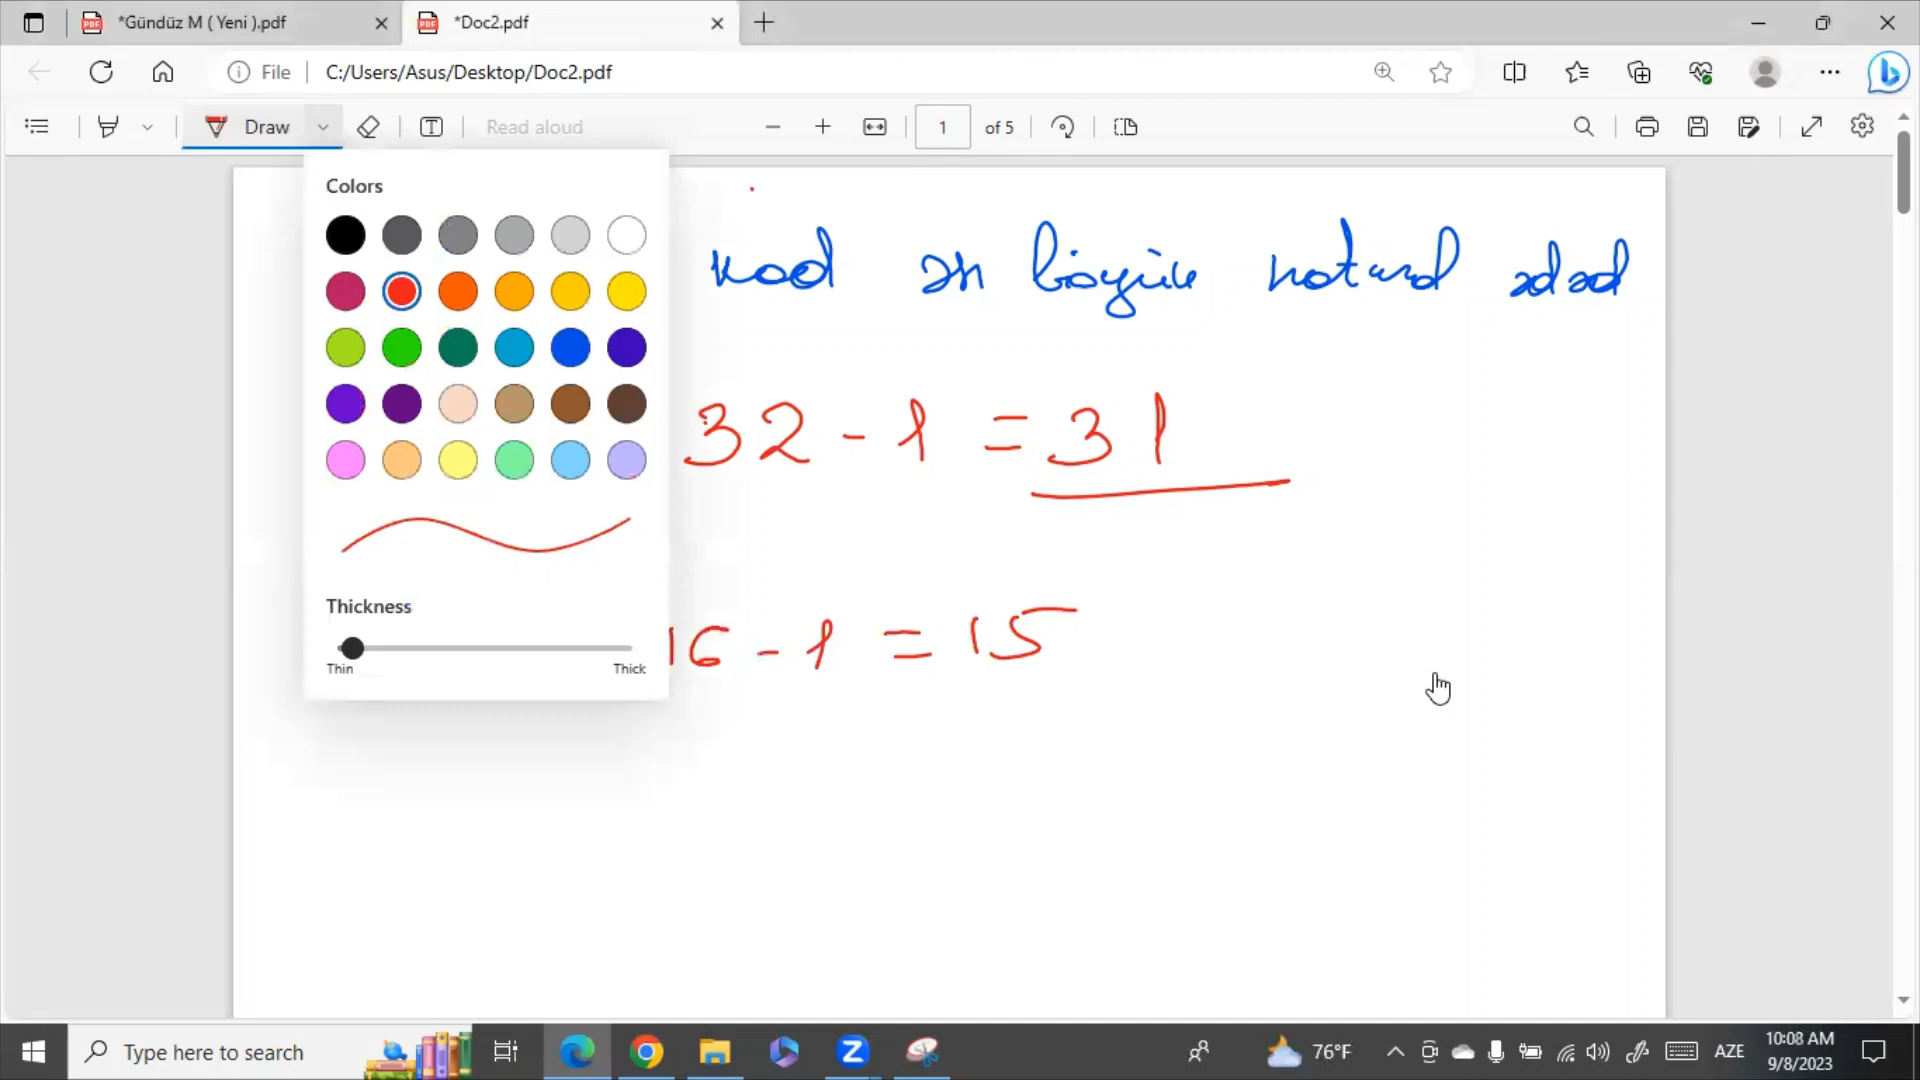 *Gündüz M ( Yeni ).pdf
*Doc2.pdf
File
C:/Users/Asus/Desktop/Doc2.pdf
Draw
Read aloud
1
of 5
Colors
Thickness
Thin
Thick
kod ən böyük natural ədəd
32 - 1 = 31
16 - 1 = 15
Type here to search
76°F
AZE
10:08 AM
9/8/2023